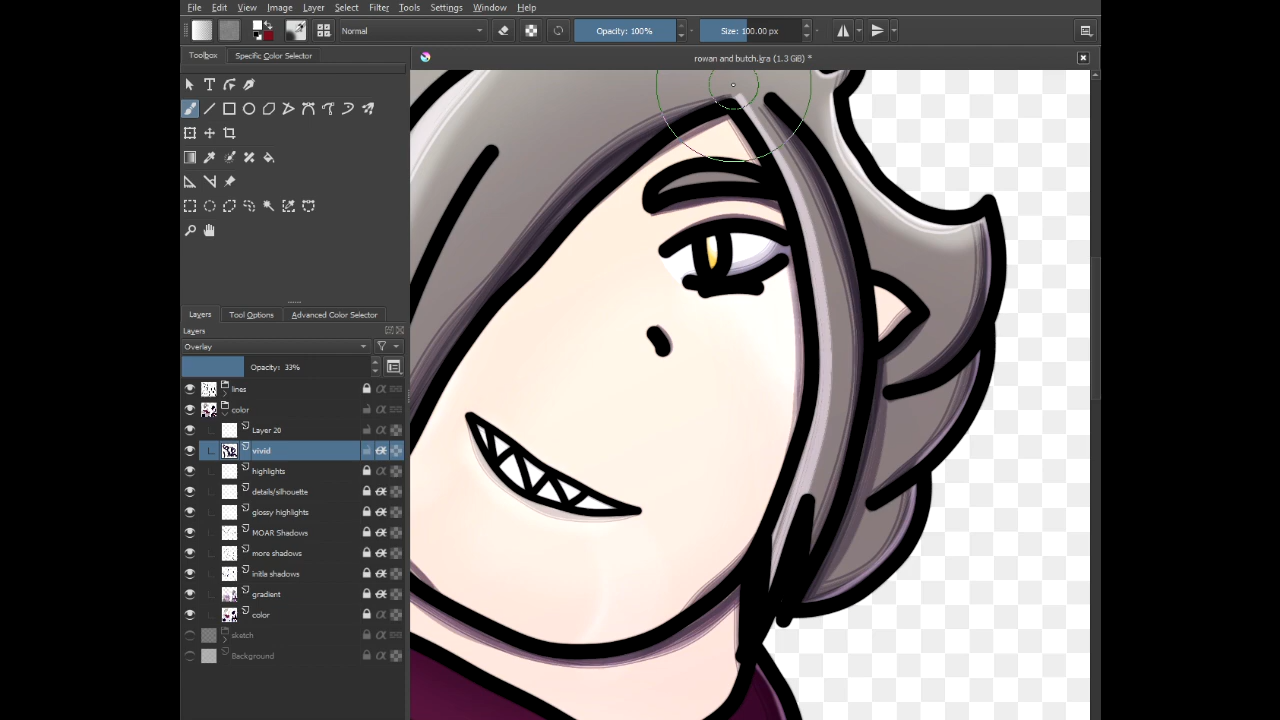 File Edit View Image Layer Select Filter Tools Settings Window Help
Normal Opacity: 100% Size: 100.00 px
Toolbox Specific Color Selector
rowan and butch.kra (1.3 GiB) *
Layers Tool Options Advanced Color Selector
Layers
Overlay
Opacity: 33%
lines
color
Layer 20
vivid
highlights
details/silhouette
glossy highlights
MOAR Shadows
more shadows
initla shadows
gradient
color
sketch
Background